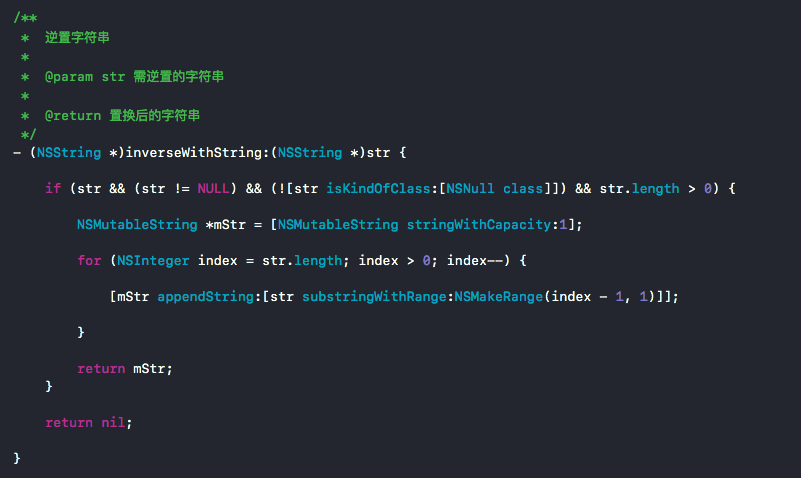 /**
 *  逆置字符串
 *
 *  @param str 需逆置的字符串
 *
 *  @return 置换后的字符串
 */
- (NSString *)inverseWithString:(NSString *)str {
    if (str && (str != NULL) && (![str isKindOfClass:[NSNull class]]) && str.length > 0) {
        NSMutableString *mStr = [NSMutableString stringWithCapacity:1];
        for (NSInteger index = str.length; index > 0; index--) {
            [mStr appendString:[str substringWithRange:NSMakeRange(index - 1, 1)]];
        }
        return mStr;
    }
    return nil;
}